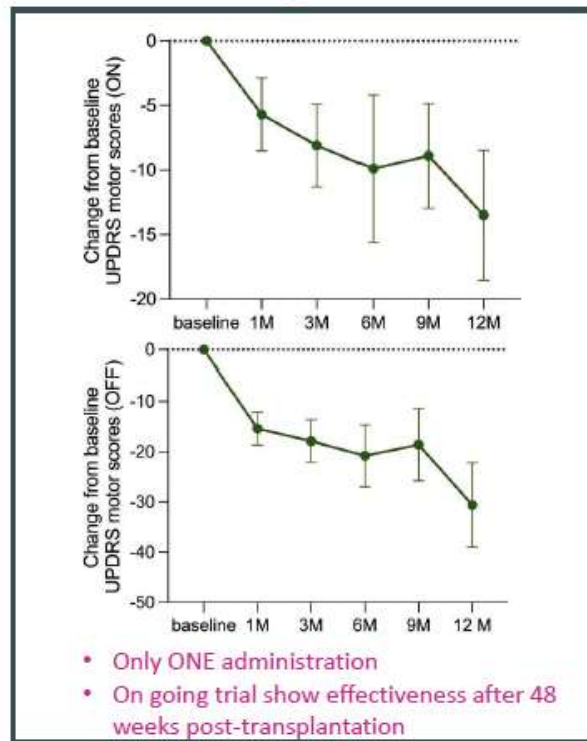 Change from baseline
UPDRS motor scores (ON)
0
-5
-10
-15
-20
baseline 1M 3M 6M 9M 12M
Change from baseline
UPDRS motor scores (OFF)
0
-10
-20
-30
-40
-50
baseline 1M 3M 6M 9M 12 M
• Only ONE administration
• On going trial show effectiveness after 48
weeks post-transplantation